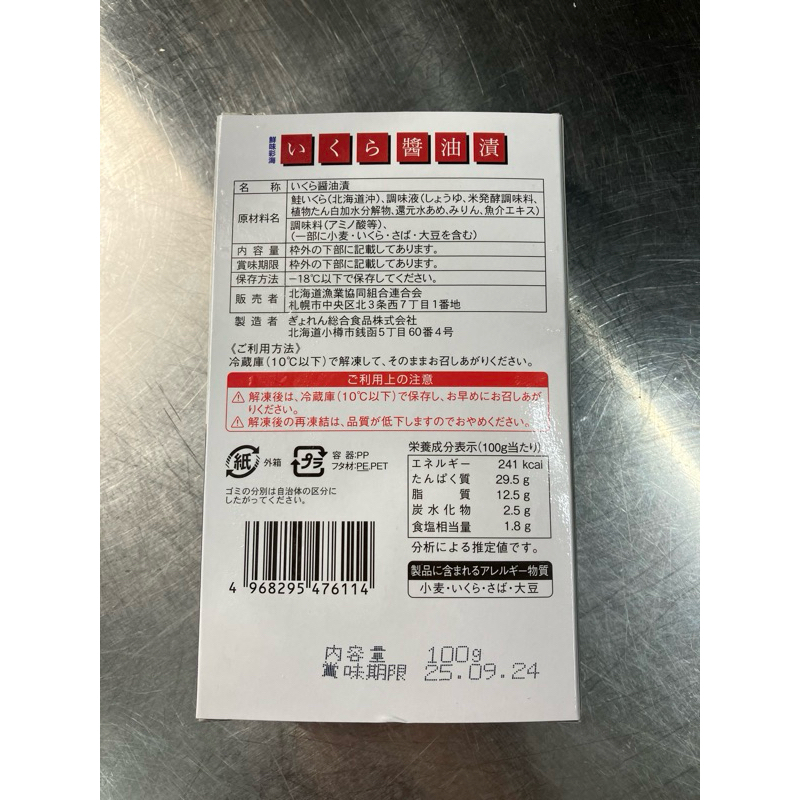 鮮味彩海
いくら醬油漬
名 称 いくら醤油漬
原材料名 鮭いくら(北海道沖)、調味液(しょうゆ、米発酵調味料、
植物たん白加水分解物、還元水あめ、みりん、魚介エキス)
調味料(アミノ酸等)、
(一部に小麦・いくら・さば・大豆を含む)
内容量 枠外の下部に記載してあります。
賞味期限 枠外の下部に記載してあります。
保存方法 −18℃以下で保存してください。
販売者 北海道漁業協同組合連合会
札幌市中央区北3条西7丁目1番地
製造者 ぎょれん総合食品株式会社
北海道小樽市銭函5丁目60番4号
《ご利用方法》
冷蔵庫(10℃以下)で解凍して、そのままお召しあがりください。
ご利用上の注意
⚠ 解凍後は、冷蔵庫(10℃以下)で保存し、お早めにお召しあが
りください。
⚠ 解凍後の再凍結は、品質が低下しますのでおやめください。
紙 外箱
プラ 容器:PP
フタ材:PE,PET
ゴミの分別は自治体の区分に
したがってください。
栄養成分表示(100g当たり)
エネルギー 241 kcal
たんぱく質 29.5 g
脂 質 12.5 g
炭水化物 2.5 g
食塩相当量 1.8 g
分析による推定値です。
製品に含まれるアレルギー物質
小麦・いくら・さば・大豆
4 968295 476114
内容量 100g
賞味期限 25.09.24